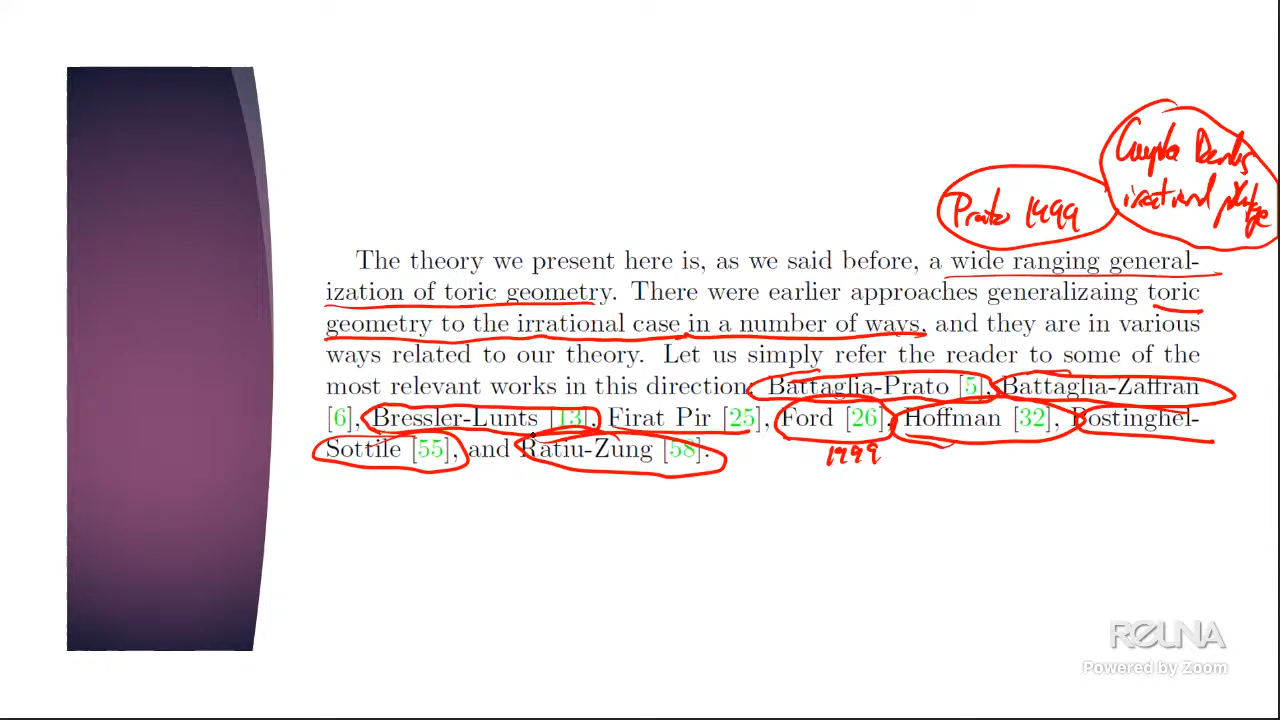 irrational
Prato 1999
The theory we present here is, as we said before, a wide ranging general-
ization of toric geometry. There were earlier approaches generalizaing toric
geometry to the irrational case in a number of ways, and they are in various
ways related to our theory. Let us simply refer the reader to some of the
most relevant works in this direction: Battaglia-Prato [5], Battaglia-Zaffran
[6], Bressler-Lunts [13], Firat Pir [25], Ford [26], Hoffman [32], Postinghel-
Sottile [55], and Ratiu-Zung [58].
1999
REUNA
Powered by Zoom